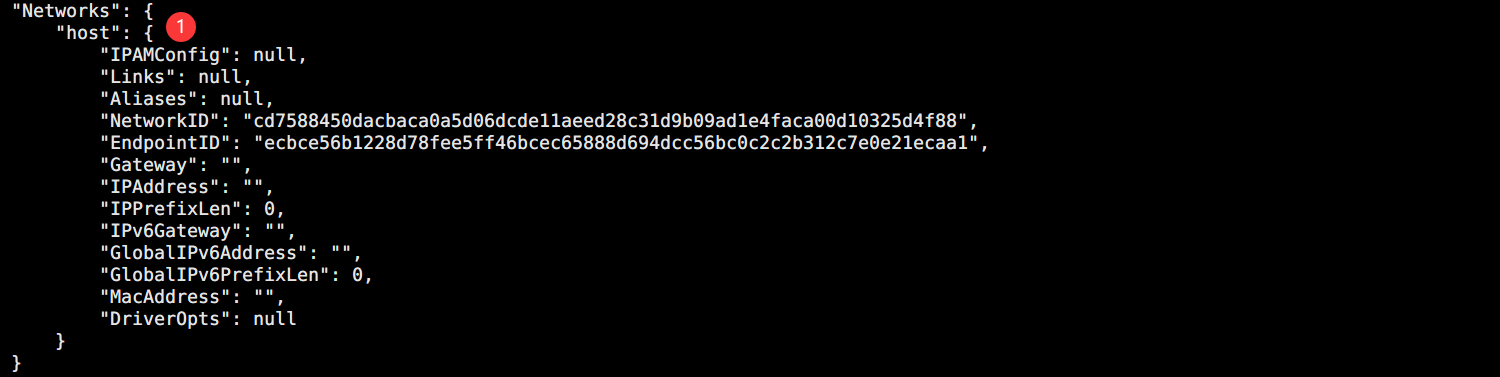 "Networks": {
"host": { 1
"IPAMConfig": null,
"Links": null,
"Aliases": null,
"NetworkID": "cd7588450dacbaca0a5d06dcde11aeed28c31d9b09ad1e4faca00d10325d4f88",
"EndpointID": "ecbce56b1228d78fee5ff46bcec65888d694dcc56bc0c2c2b312c7e0e21ecaa1",
"Gateway": "",
"IPAddress": "",
"IPPrefixLen": 0,
"IPv6Gateway": "",
"GlobalIPv6Address": "",
"GlobalIPv6PrefixLen": 0,
"MacAddress": "",
"DriverOpts": null
}
}